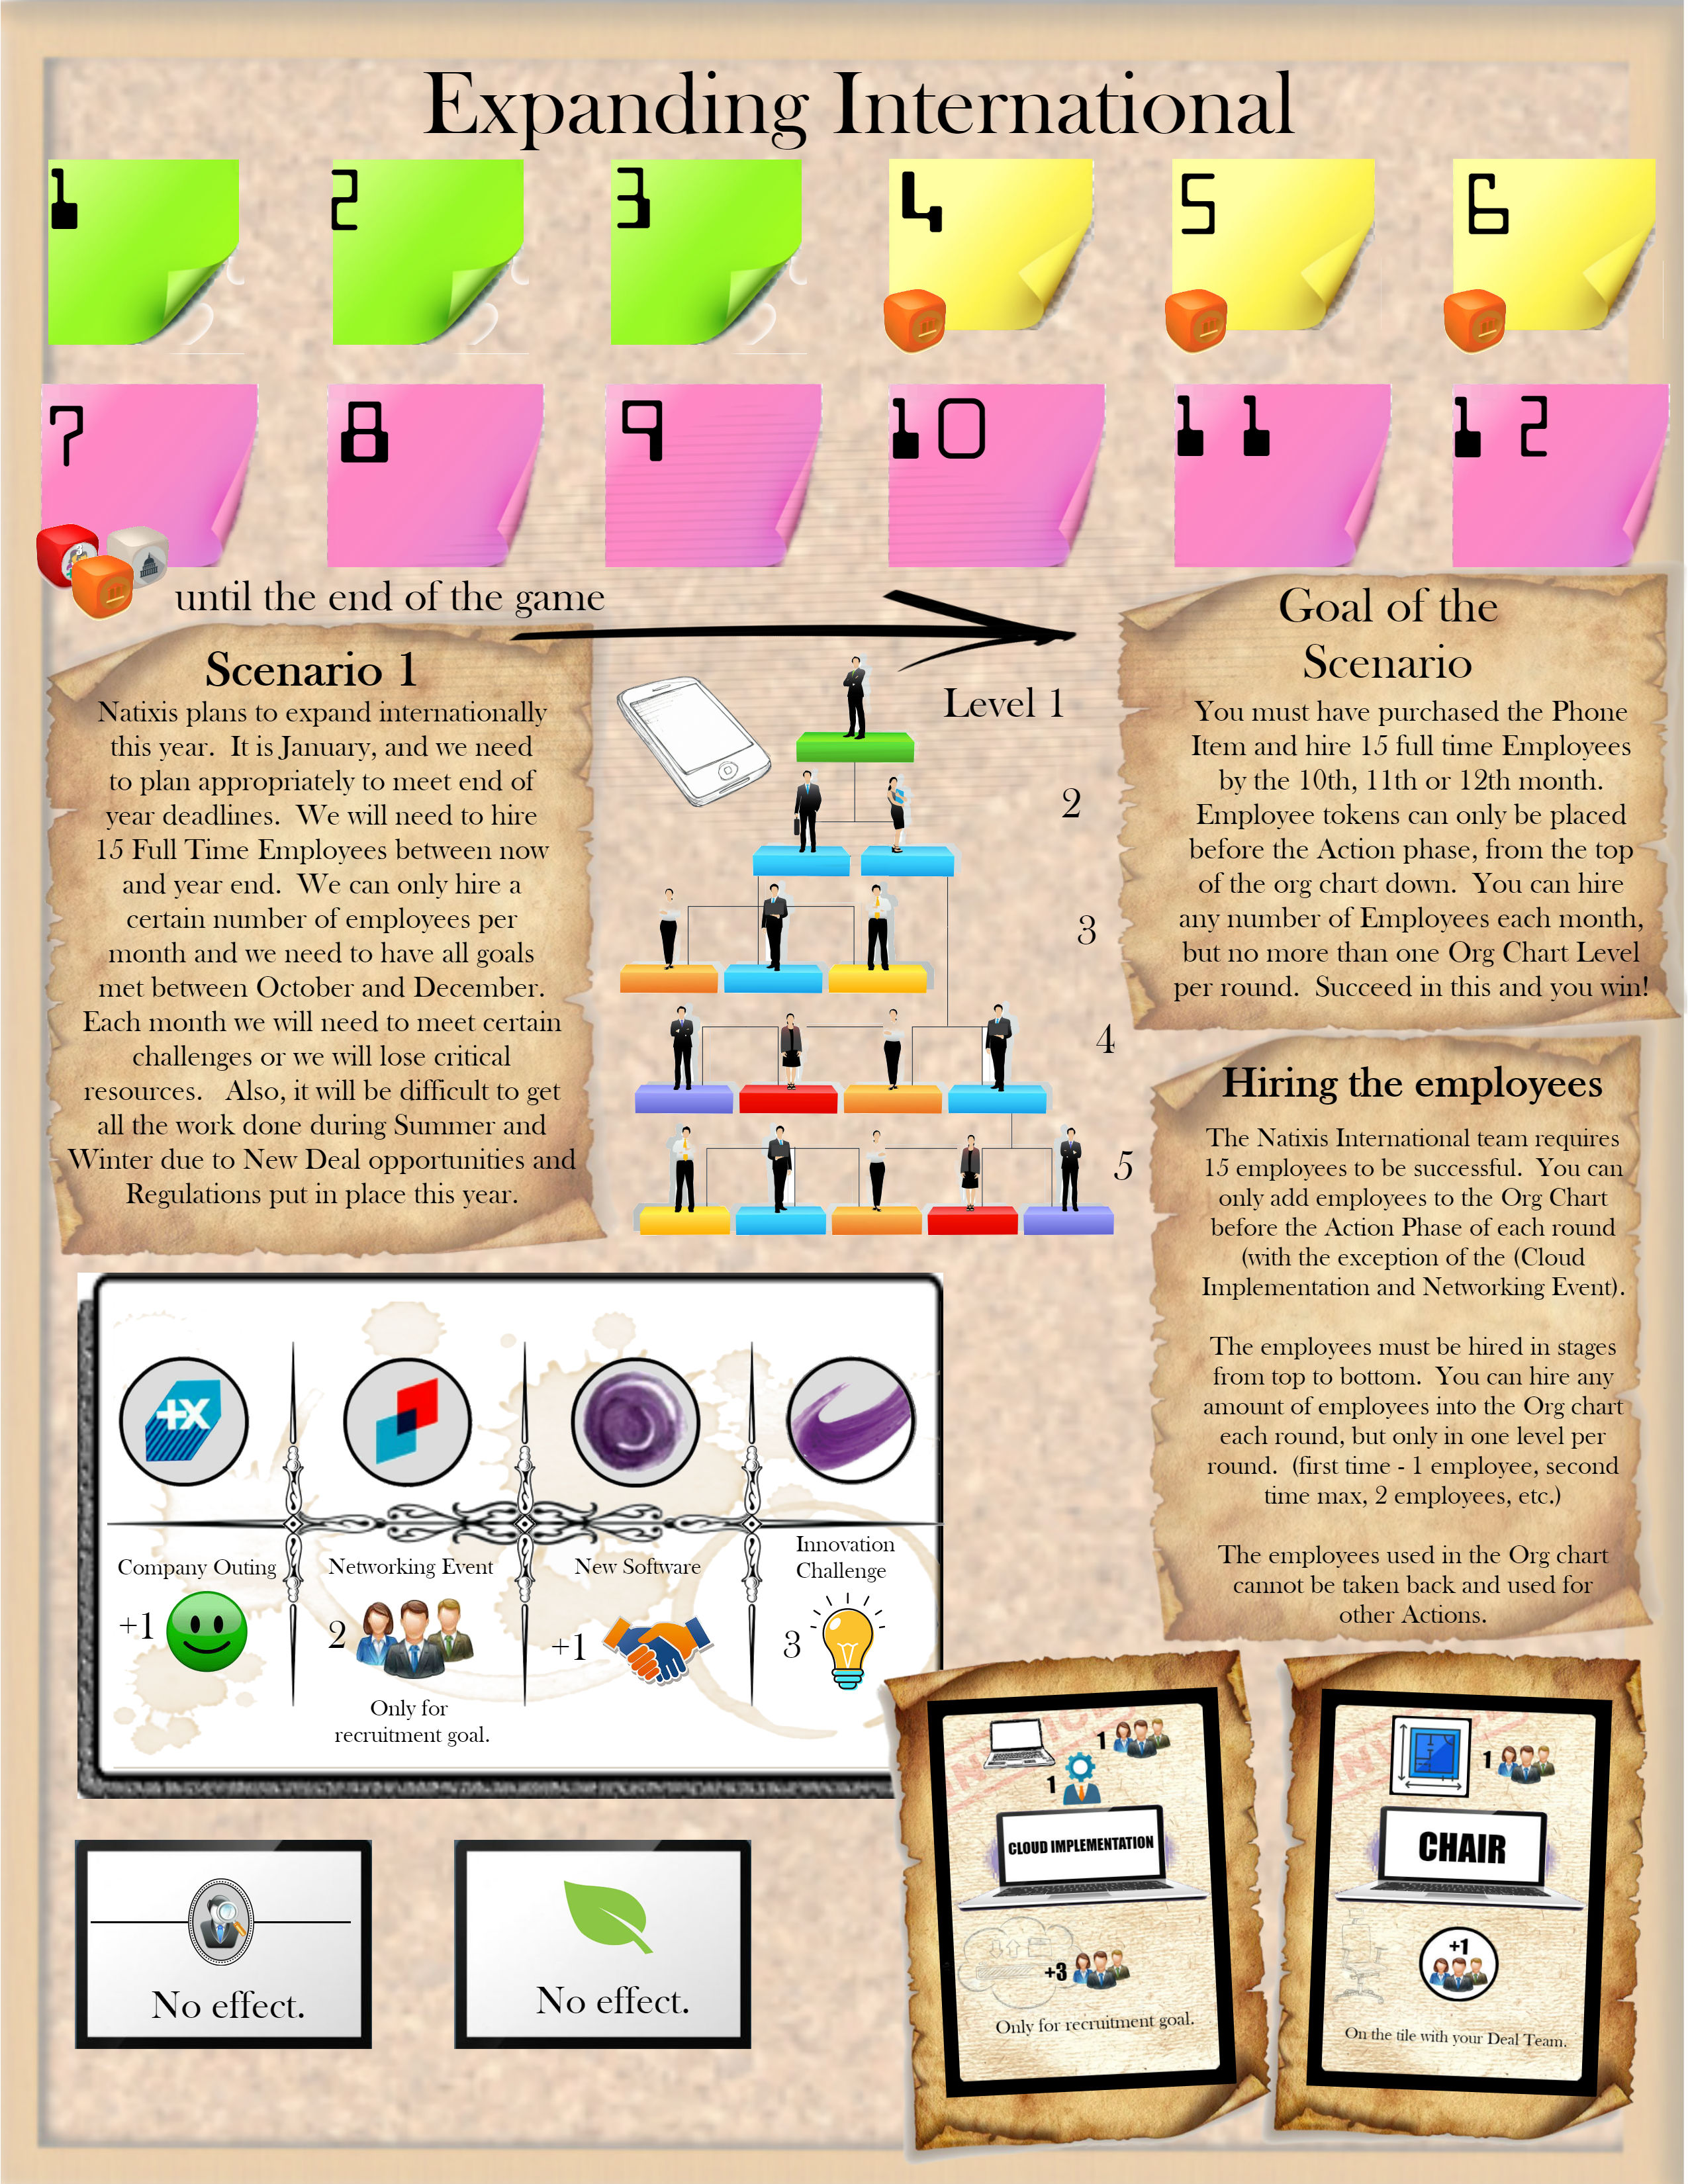 Expanding International
1
2
3
4
5
6
7
8
9
10
11
12
until the end of the game
Scenario 1
Natixis plans to expand internationally
this year. It is January, and we need
to plan appropriately to meet end of
year deadlines. We will need to hire
15 Full Time Employees between now
and year end. We can only hire a
certain number of employees per
month and we need to have all goals
met between October and December.
Each month we will need to meet certain
challenges or we will lose critical
resources. Also, it will be difficult to get
all the work done during Summer and
Winter due to New Deal opportunities and
Regulations put in place this year.
Level 1
2
3
4
5
Goal of the
Scenario
You must have purchased the Phone
Item and hire 15 full time Employees
by the 10th, 11th or 12th month.
Employee tokens can only be placed
before the Action phase, from the top
of the org chart down. You can hire
any number of Employees each month,
but no more than one Org Chart Level
per round. Succeed in this and you win!
Hiring the employees
The Natixis International team requires
15 employees to be successful. You can
only add employees to the Org Chart
before the Action Phase of each round
(with the exception of the (Cloud
Implementation and Networking Event).
The employees must be hired in stages
from top to bottom. You can hire any
amount of employees into the Org chart
each round, but only in one level per
round. (first time - 1 employee, second
time max, 2 employees, etc.)
The employees used in the Org chart
cannot be taken back and used for
other Actions.
+X
Company Outing
+1
Networking Event
2
Only for
recruitment goal.
New Software
+1
Innovation
Challenge
3
No effect.
No effect.
1
1
CLOUD IMPLEMENTATION
+3
Only for recruitment goal.
1
CHAIR
+1
On the tile with your Deal Team.